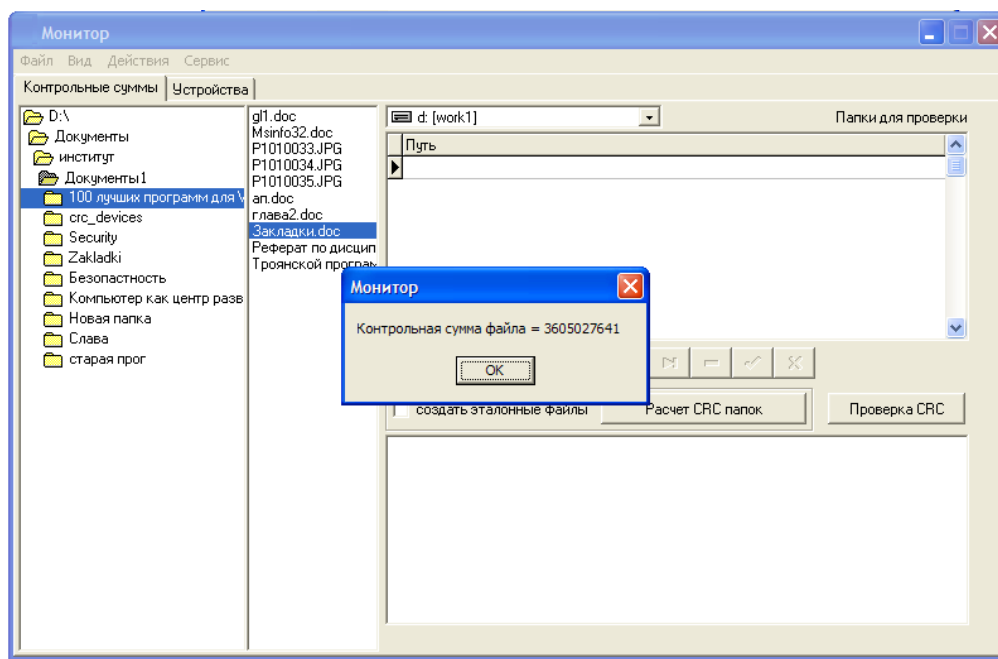 Монитор
Файл Вид Действия Сервис
Контрольные суммы Устройства
D:\
Документы
институт
Документы1
100 лучших программ для
crc_devices
Security
Zakladki
Безопастность
Компьютер как центр разв
Новая папка
Слава
старая прог
gl1.doc
Msinfo32.doc
P1010033.JPG
P1010034.JPG
P1010035.JPG
ап.doc
глава2.doc
Закладки.doc
Реферат по дисцип
Троянской програм
d: [work1]
Папки для проверки
Путь
Монитор
Контрольная сумма файла = 3605027641
OK
создать эталонные файлы
Расчет CRC папок
Проверка CRC